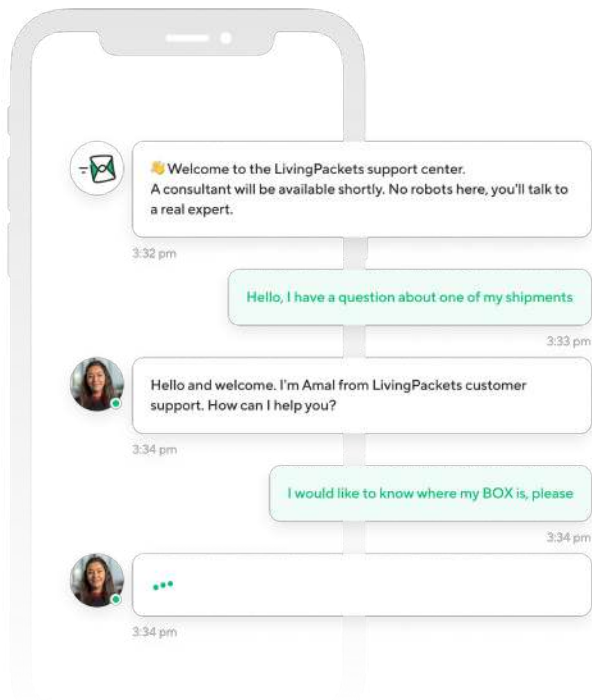 👋 Welcome to the LivingPackets support center.
A consultant will be available shortly. No robots here, you'll talk to
a real expert.
3:32 pm
Hello, I have a question about one of my shipments
3:33 pm
Hello and welcome. I'm Amal from LivingPackets customer
support. How can I help you?
3:34 pm
I would like to know where my BOX is, please
3:34 pm
•••
3:34 pm